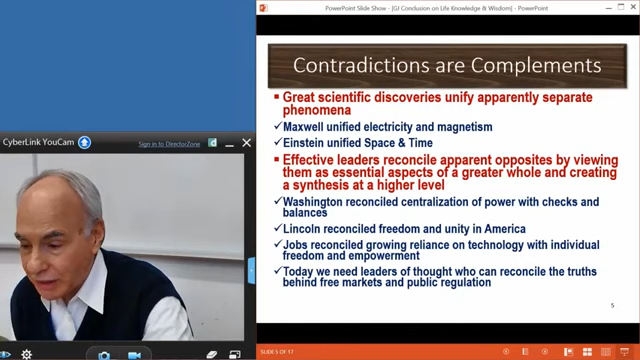 PowerPoint Slide Show - [GJ Conclusion on Life Knowledge & Wisdom] - PowerPoint
Contradictions are Complements
Great scientific discoveries unify apparently separate
phenomena
Maxwell unified electricity and magnetism
Einstein unified Space & Time
Effective leaders reconcile apparent opposites by viewing
them as essential aspects of a greater whole and creating
a synthesis at a higher level
Washington reconciled centralization of power with checks and
balances
Lincoln reconciled freedom and unity in America
Jobs reconciled growing reliance on technology with individual
freedom and empowerment
Today we need leaders of thought who can reconcile the truths
behind free markets and public regulation
5
SLIDE 5 OF 17
CyberLink YouCam
Sign in to DirectorZone